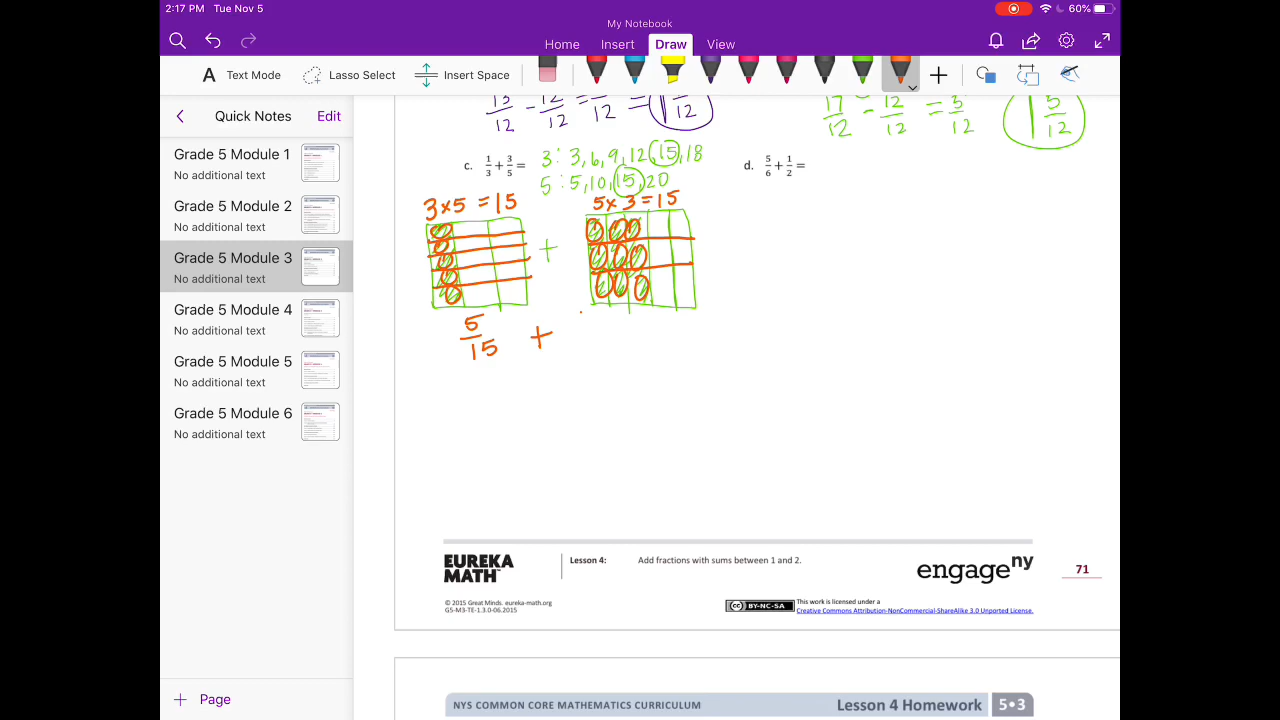 2:17 PM Tue Nov 5
60%
My Notebook
Home Insert Draw View
A Text Mode Lasso Select Insert Space
Quick Notes Edit
Grade 5 Module 1
No additional text
Grade 5 Module 2
No additional text
Grade 5 Module 3
No additional text
Grade 5 Module 4
No additional text
Grade 5 Module 5
No additional text
Grade 5 Module 6
No additional text
+ Page
12 12 12 12
17/12 - 12/12 = 5/12 1 5/12
c. + 3/5 =
3: 6, 9, 12, 15, 18
5: 5, 10, 15, 20
d. + 1/2 =
3 x 5 = 15
5 x 3 = 15
+
5/15 +
EUREKA MATH™
Lesson 4: Add fractions with sums between 1 and 2.
engage ny
71
© 2015 Great Minds. eureka-math.org
G5-M3-TE-1.3.0-06.2015
cc BY-NC-SA
This work is licensed under a
Creative Commons Attribution-NonCommercial-ShareAlike 3.0 Unported License.
NYS COMMON CORE MATHEMATICS CURRICULUM
Lesson 4 Homework 5•3